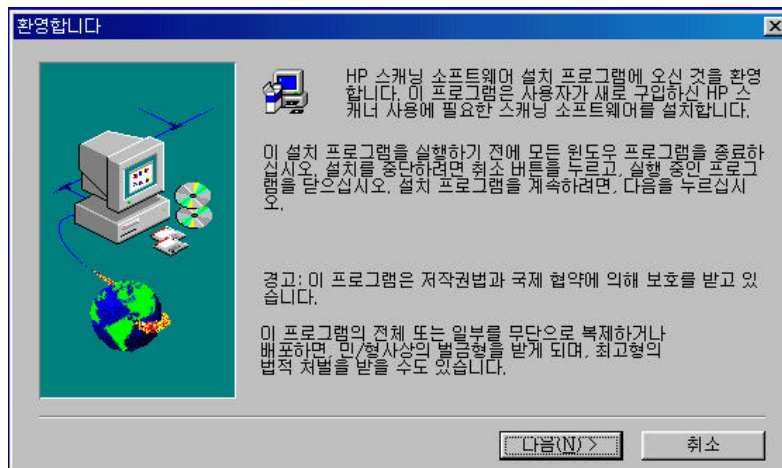 환영합니다
HP 스캐닝 소프트웨어 설치 프로그램에 오신 것을 환영
합니다. 이 프로그램은 사용자가 새로 구입하신 HP 스
캐너 사용에 필요한 스캐닝 소프트웨어를 설치합니다.
이 설치 프로그램을 실행하기 전에 모든 윈도우 프로그램을 종료하
십시오. 설치를 중단하려면 취소 버튼을 누르고, 실행 중인 프로그
램을 닫으십시오. 설치 프로그램을 계속하려면, 다음을 누르십시
오.
경고: 이 프로그램은 저작권법과 국제 협약에 의해 보호를 받고 있
습니다.
이 프로그램의 전체 또는 일부를 무단으로 복제하거나
배포하면, 민/형사상의 벌금형을 받게 되며, 최고형의
법적 처벌을 받을 수도 있습니다.
다음(N) >
취소